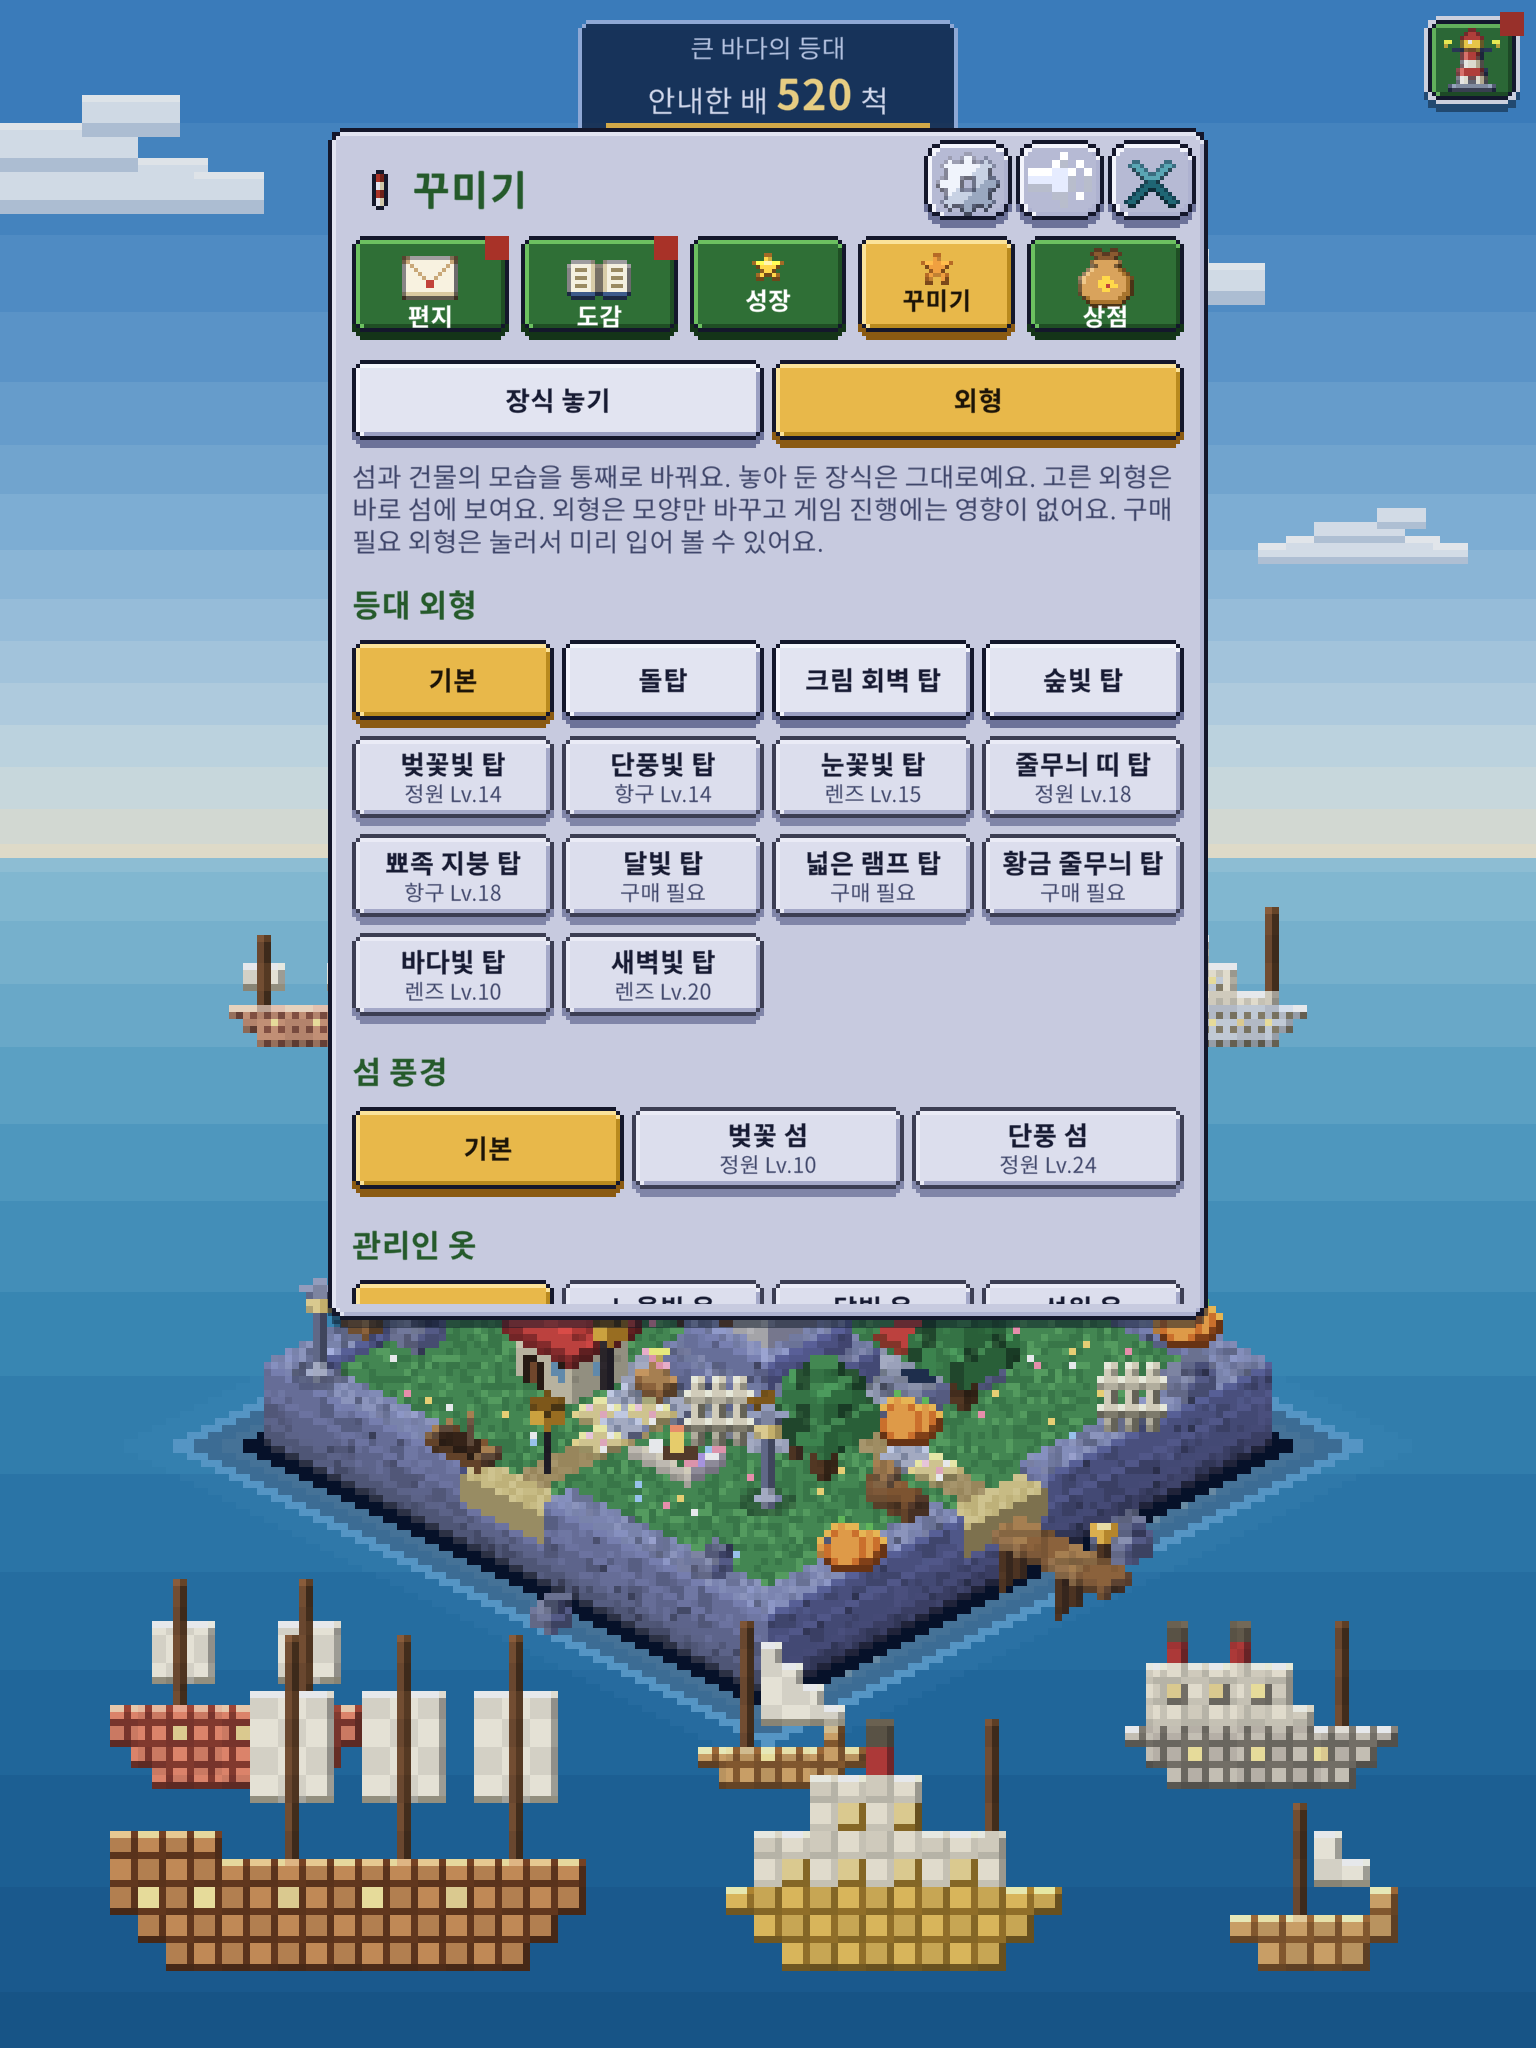 큰 바다의 등대
안내한 배 520 척
꾸미기
편지
도감
성장
꾸미기
상점
장식 놓기
외형
섬과 건물의 모습을 통째로 바꿔요. 놓아 둔 장식은 그대로예요. 고른 외형은
바로 섬에 보여요. 외형은 모양만 바꾸고 게임 진행에는 영향이 없어요. 구매
필요 외형은 눌러서 미리 입어 볼 수 있어요.
등대 외형
기본
돌탑
크림 회벽 탑
숲빛 탑
벚꽃빛 탑
정원 Lv.14
단풍빛 탑
항구 Lv.14
눈꽃빛 탑
렌즈 Lv.15
줄무늬 띠 탑
정원 Lv.18
뾰족 지붕 탑
항구 Lv.18
달빛 탑
구매 필요
넓은 램프 탑
구매 필요
황금 줄무늬 탑
구매 필요
바다빛 탑
렌즈 Lv.10
새벽빛 탑
렌즈 Lv.20
섬 풍경
기본
벚꽃 섬
정원 Lv.10
단풍 섬
정원 Lv.24
관리인 옷